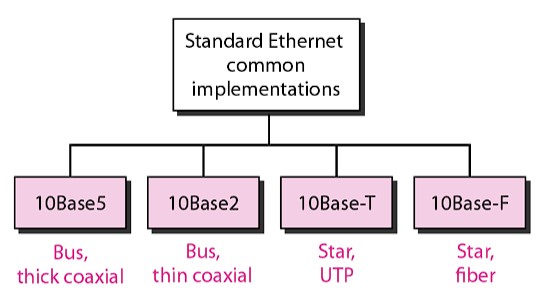 Standard Ethernet
common
implementations
10Base5
10Base2
10Base-T
10Base-F
Bus,
thick coaxial
Bus,
thin coaxial
Star,
UTP
Star,
fiber